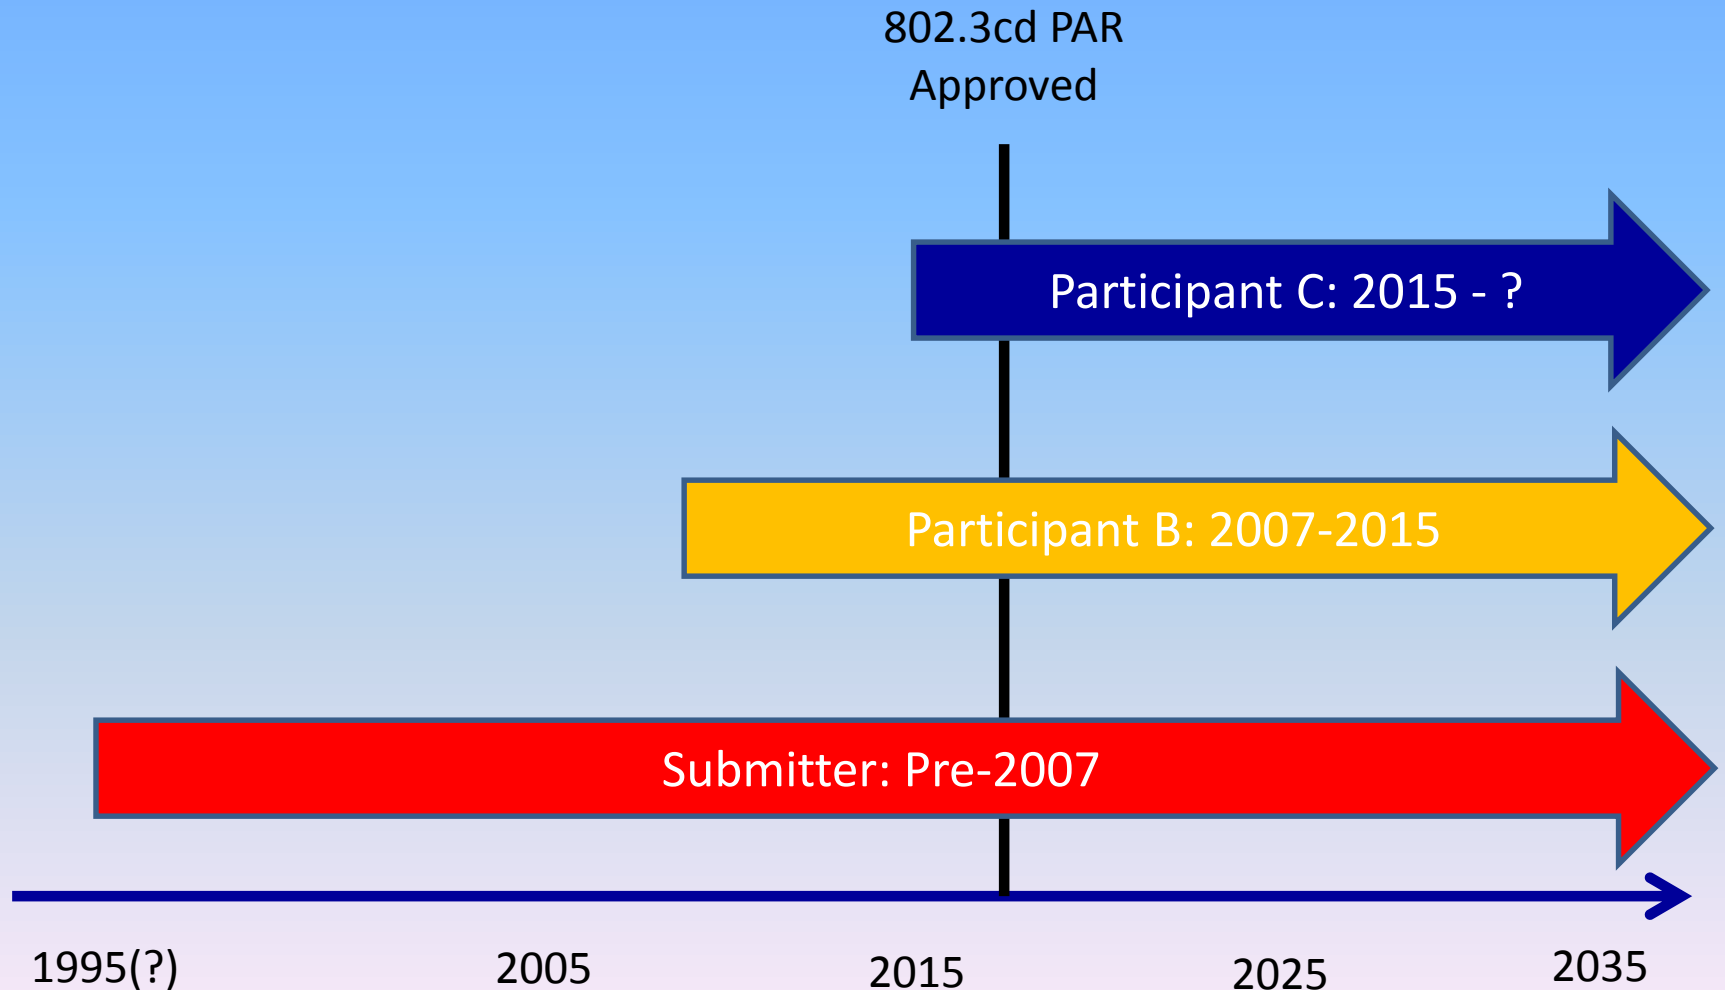 802.3cd PAR
Approved
Participant C: 2015 - ?
Participant B: 2007-2015
Submitter: Pre-2007
1995(?)
2005
2015
2025
2035